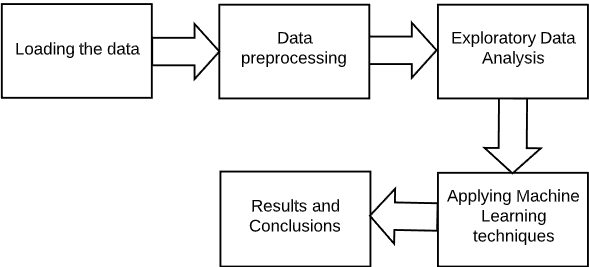 Loading the data
Data
preprocessing
Exploratory Data
Analysis
Applying Machine
Learning
techniques
Results and
Conclusions